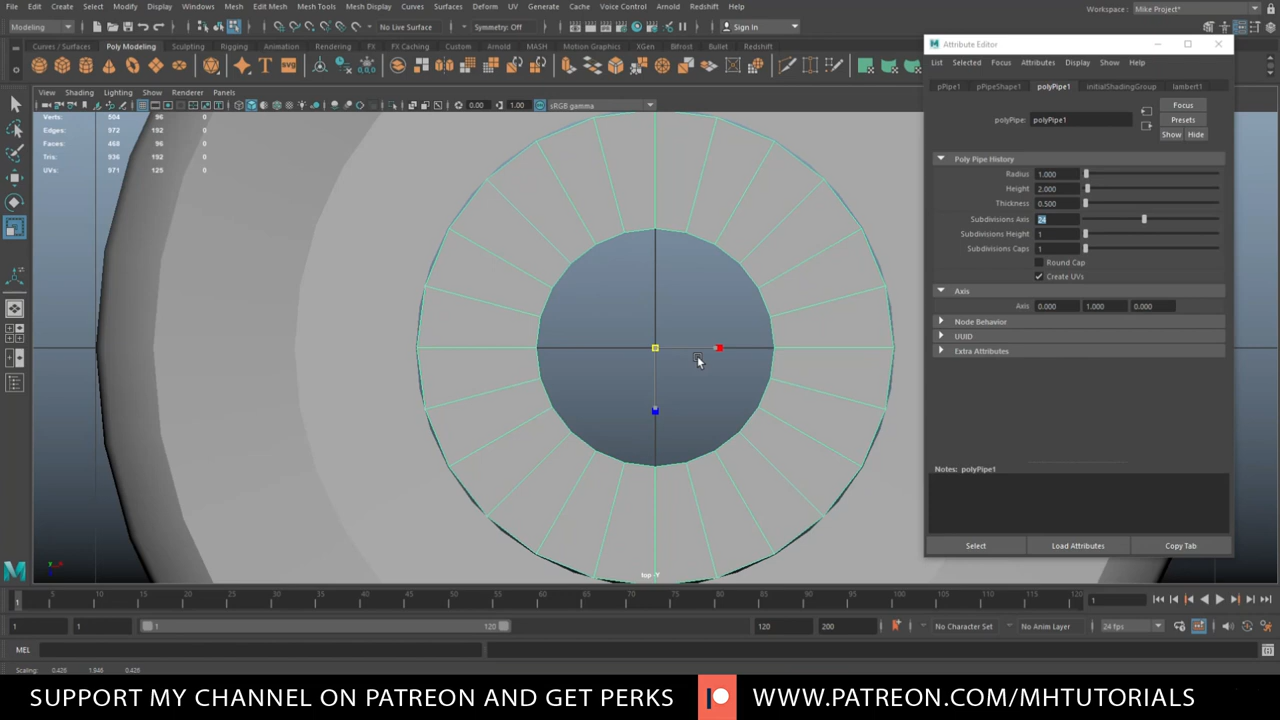 File Edit Create Select Modify Display Windows Mesh Edit Mesh Mesh Tools Mesh Display Curves Surfaces Deform UV Generate Cache Voice Control Arnold Redshift Help
Workspace : Mike Project*
Modeling No Live Surface Symmetry: Off Sign In
Curves / Surfaces Poly Modeling Sculpting Rigging Animation Rendering FX FX Caching Custom Arnold MASH Motion Graphics XGen Bifrost Bullet Redshift
View Shading Lighting Show Renderer Panels
0.00 1.00 sRGB gamma
Verts: 504 96 0
Edges: 972 192 0
Faces: 468 96 0
Tris: 936 192 0
UVs: 971 125 0
top -Y
Attribute Editor
List Selected Focus Attributes Display Show Help
pPipe1 pPipeShape1 polyPipe1 initialShadingGroup lambert1
polyPipe: polyPipe1
Focus
Presets
Show Hide
Poly Pipe History
Radius 1.000
Height 2.000
Thickness 0.500
Subdivisions Axis 24
Subdivisions Height 1
Subdivisions Caps 1
Round Cap
Create UVs
Axis
Axis 0.000 1.000 0.000
Node Behavior
UUID
Extra Attributes
Notes: polyPipe1
Select Load Attributes Copy Tab
5 10 15 20 25 30 35 40 45 50 55 60 65 70 75 80 85 90 95 100 105 110 115 120
1 1
1 1 1 120 120 200 No Character Set No Anim Layer 24 fps
MEL
Scaling: 0.426 1.946 0.426
SUPPORT MY CHANNEL ON PATREON AND GET PERKS WWW.PATREON.COM/MHTUTORIALS